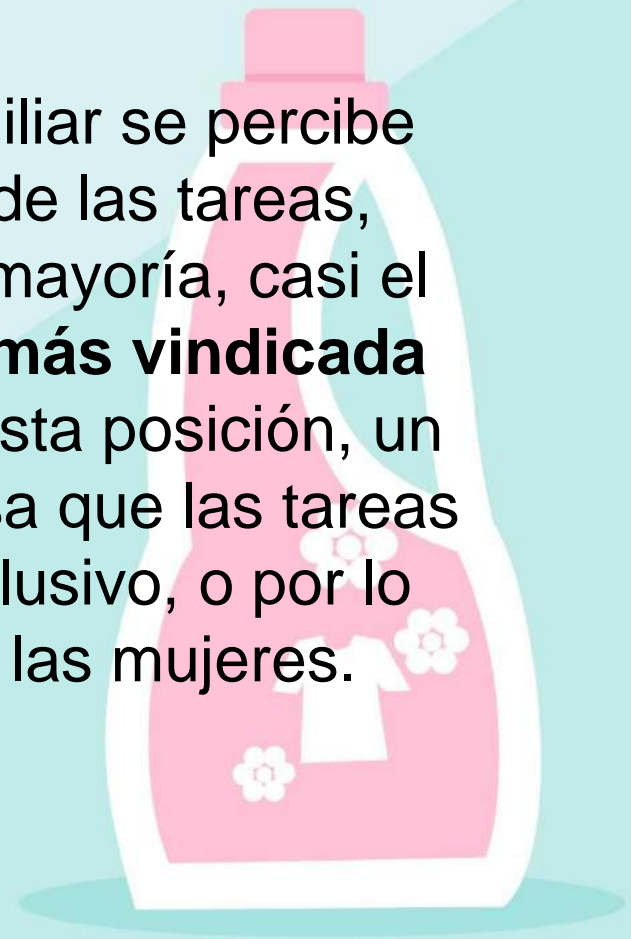 iliar se percibe
de las tareas,
mayoría, casi el
más vindicada
sta posición, un
sa que las tareas
lusivo, o por lo
las mujeres.